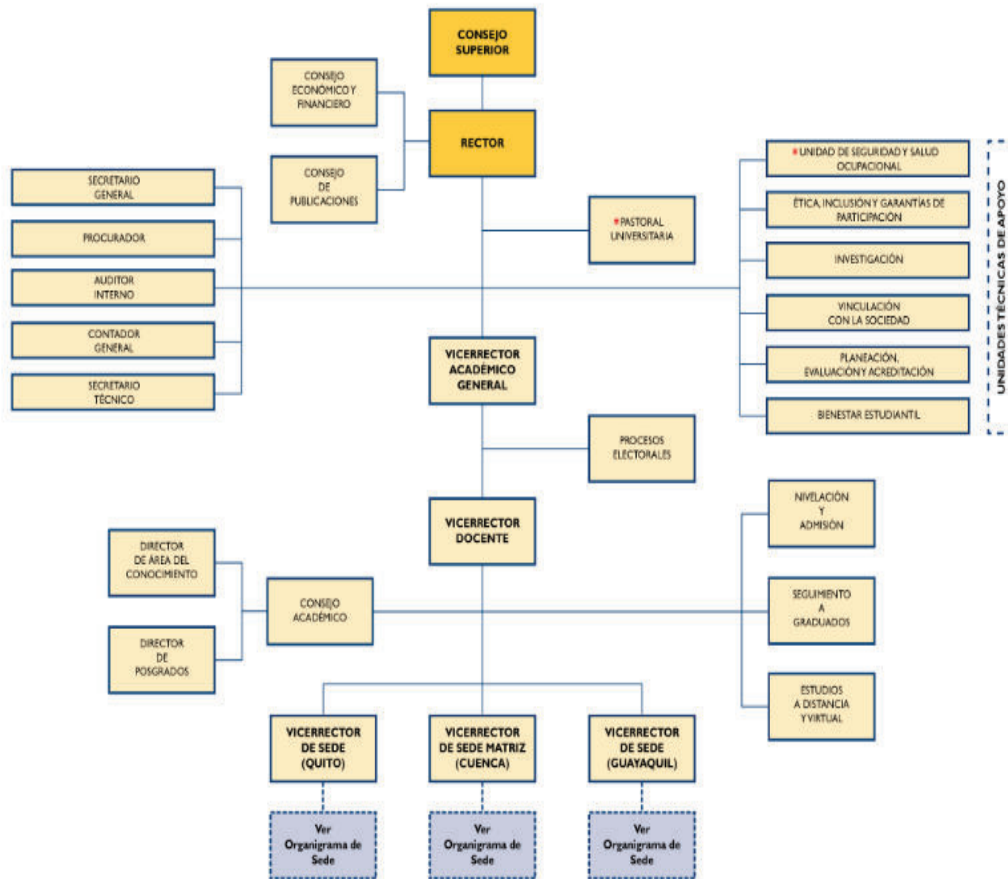 CONSEJO
SUPERIOR
CONSEJO
ECONÓMICO Y
FINANCIERO
RECTOR
CONSEJO
DE
PUBLICACIONES
* UNIDAD DE SEGURIDAD Y SALUD
OCUPACIONAL
SECRETARIO
GENERAL
ÉTICA, INCLUSIÓN Y GARANTÍAS DE
PARTICIPACIÓN
* PASTORAL
UNIVERSITARIA
PROCURADOR
INVESTIGACIÓN
AUDITOR
INTERNO
VINCULACIÓN
CON LA SOCIEDAD
CONTADOR
GENERAL
VICERRECTOR
ACADÉMICO
GENERAL
PLANEACIÓN,
EVALUACIÓN Y ACREDITACIÓN
SECRETARIO
TÉCNICO
BIENESTAR ESTUDIANTIL
UNIDADES TÉCNICAS DE APOYO
PROCESOS
ELECTORALES
VICERRECTOR
DOCENTE
NIVELACIÓN
Y
ADMISIÓN
DIRECTOR
DE ÁREA DEL
CONOCIMIENTO
CONSEJO
ACADÉMICO
SEGUIMIENTO
A
GRADUADOS
DIRECTOR
DE
POSGRADOS
ESTUDIOS
A DISTANCIA
Y VIRTUAL
VICERRECTOR
DE SEDE
(QUITO)
VICERRECTOR
DE SEDE MATRIZ
(CUENCA)
VICERRECTOR
DE SEDE
(GUAYAQUIL)
Ver
Organigrama de
Sede
Ver
Organigrama de
Sede
Ver
Organigrama de
Sede